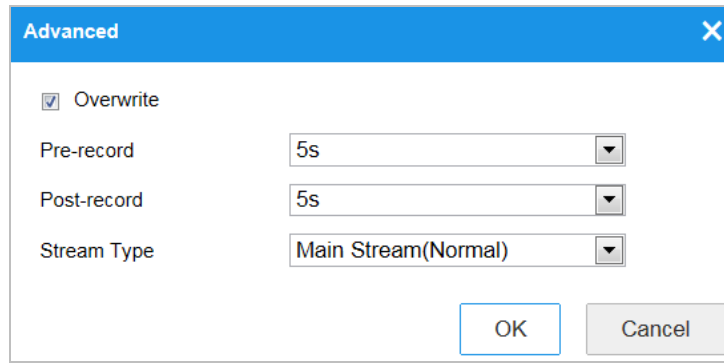 Advanced
Overwrite
Pre-record 5s
Post-record 5s
Stream Type Main Stream(Normal)
OK Cancel